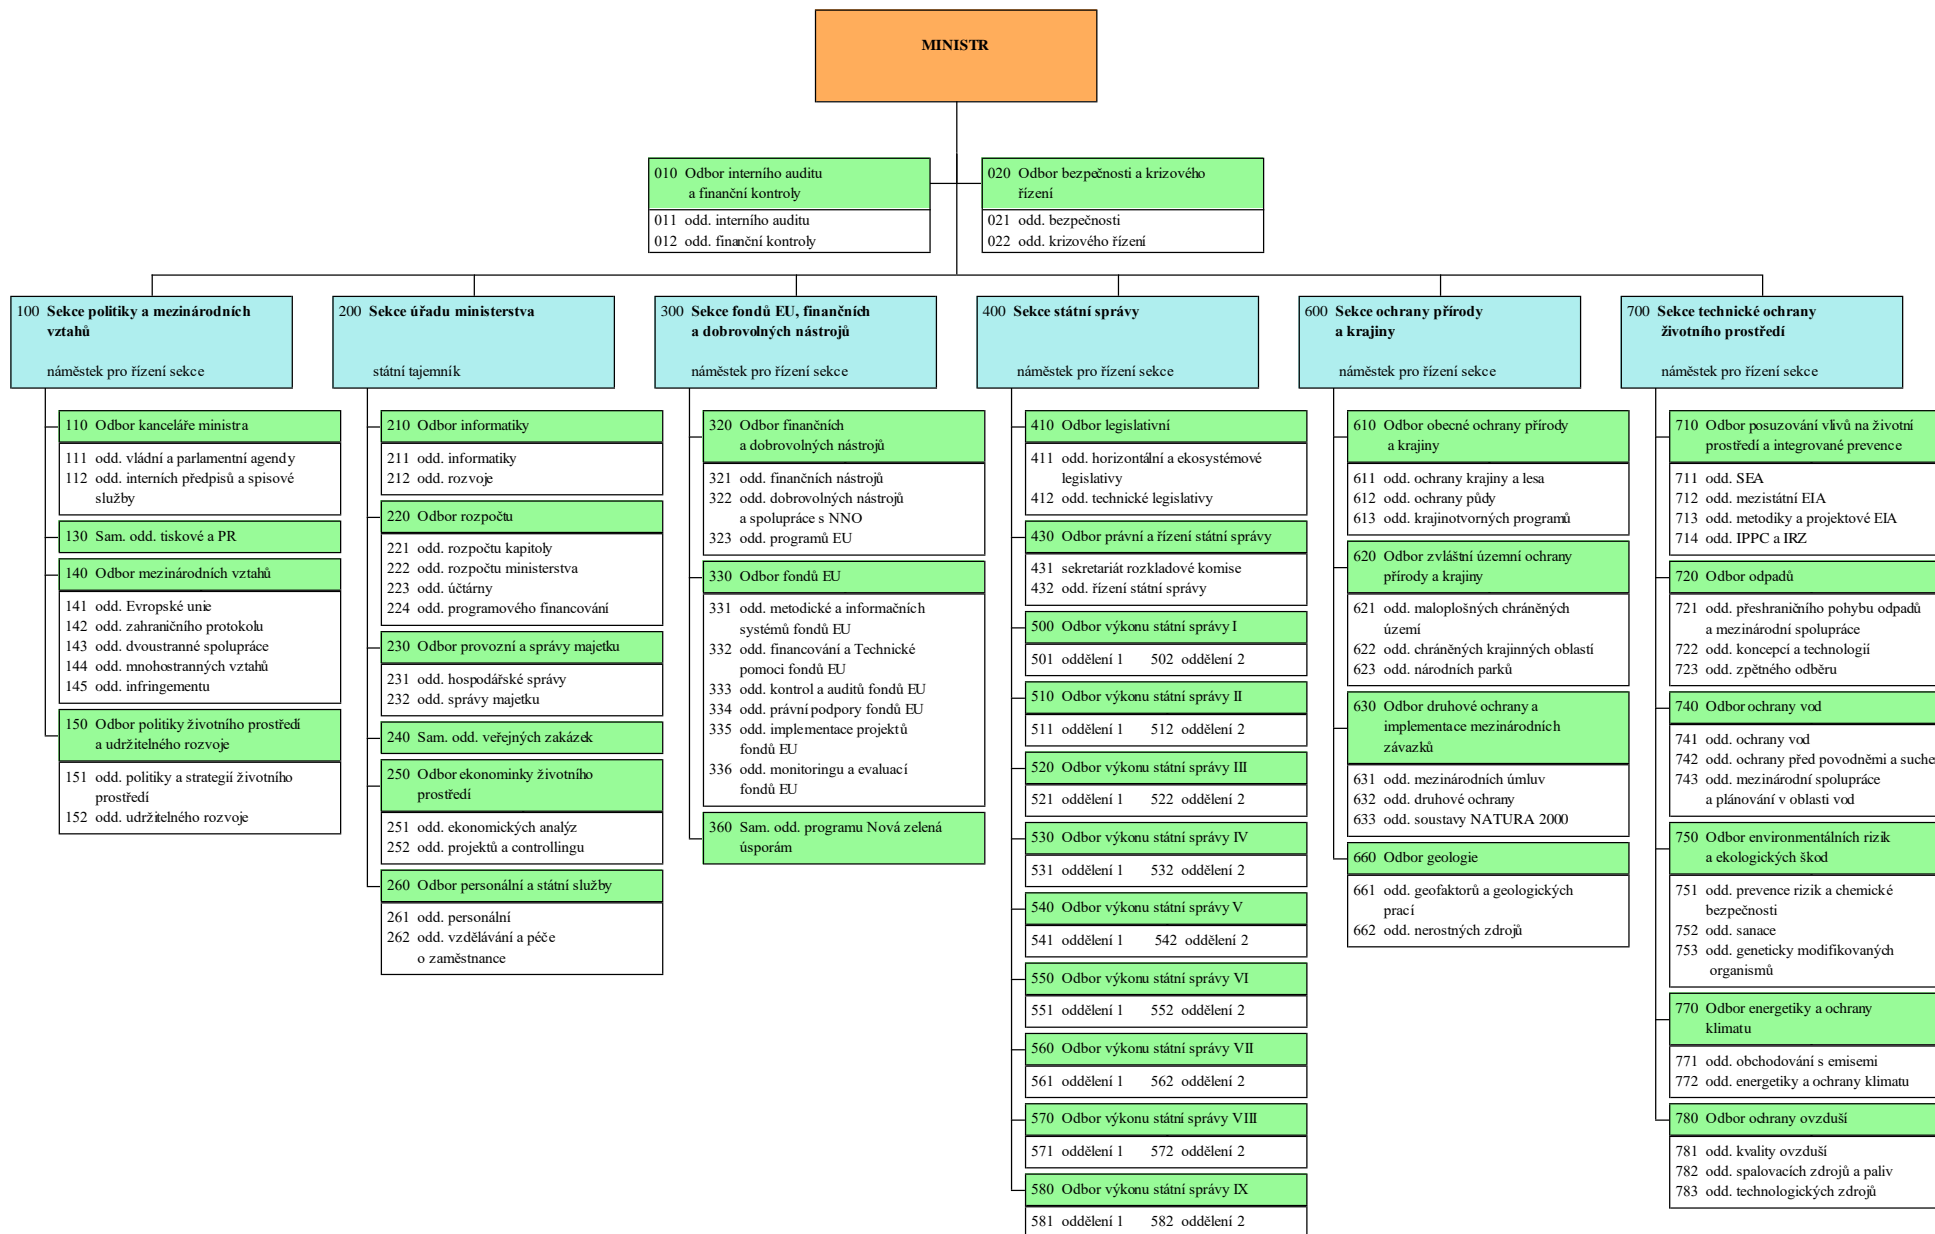 MINISTR
010 Odbor interního auditu
a finanční kontroly
011 odd. interního auditu
012 odd. finanční kontroly
020 Odbor bezpečnosti a krizového
řízení
021 odd. bezpečnosti
022 odd. krizového řízení
100 Sekce politiky a mezinárodních
vztahů
náměstek pro řízení sekce
110 Odbor kanceláře ministra
111 odd. vládní a parlamentní agendy
112 odd. interních předpisů a spisové
služby
130 Sam. odd. tiskové a PR
140 Odbor mezinárodních vztahů
141 odd. Evropské unie
142 odd. zahraničního protokolu
143 odd. dvoustranné spolupráce
144 odd. mnohostranných vztahů
145 odd. infringementu
150 Odbor politiky životního prostředí
a udržitelného rozvoje
151 odd. politiky a strategií životního
prostředí
152 odd. udržitelného rozvoje
200 Sekce úřadu ministerstva
státní tajemník
210 Odbor informatiky
211 odd. informatiky
212 odd. rozvoje
220 Odbor rozpočtu
221 odd. rozpočtu kapitoly
222 odd. rozpočtu ministerstva
223 odd. účtárny
224 odd. programového financování
230 Odbor provozní a správy majetku
231 odd. hospodářské správy
232 odd. správy majetku
240 Sam. odd. veřejných zakázek
250 Odbor ekonominky životního
prostředí
251 odd. ekonomických analýz
252 odd. projektů a controllingu
260 Odbor personální a státní služby
261 odd. personální
262 odd. vzdělávání a péče
o zaměstnance
300 Sekce fondů EU, finančních
a dobrovolných nástrojů
náměstek pro řízení sekce
320 Odbor finančních
a dobrovolných nástrojů
321 odd. finančních nástrojů
322 odd. dobrovolných nástrojů
a spolupráce s NNO
323 odd. programů EU
330 Odbor fondů EU
331 odd. metodické a informačních
systémů fondů EU
332 odd. financování a Technické
pomoci fondů EU
333 odd. kontrol a auditů fondů EU
334 odd. právní podpory fondů EU
335 odd. implementace projektů
fondů EU
336 odd. monitoringu a evaluací
fondů EU
360 Sam. odd. programu Nová zelená
úsporám
400 Sekce státní správy
náměstek pro řízení sekce
410 Odbor legislativní
411 odd. horizontální a ekosystémové
legislativy
412 odd. technické legislativy
430 Odbor právní a řízení státní správy
431 sekretariát rozkladové komise
432 odd. řízení státní správy
500 Odbor výkonu státní správy I
501 oddělení 1 502 oddělení 2
510 Odbor výkonu státní správy II
511 oddělení 1 512 oddělení 2
520 Odbor výkonu státní správy III
521 oddělení 1 522 oddělení 2
530 Odbor výkonu státní správy IV
531 oddělení 1 532 oddělení 2
540 Odbor výkonu státní správy V
541 oddělení 1 542 oddělení 2
550 Odbor výkonu státní správy VI
551 oddělení 1 552 oddělení 2
560 Odbor výkonu státní správy VII
561 oddělení 1 562 oddělení 2
570 Odbor výkonu státní správy VIII
571 oddělení 1 572 oddělení 2
580 Odbor výkonu státní správy IX
581 oddělení 1 582 oddělení 2
600 Sekce ochrany přírody
a krajiny
náměstek pro řízení sekce
610 Odbor obecné ochrany přírody
a krajiny
611 odd. ochrany krajiny a lesa
612 odd. ochrany půdy
613 odd. krajinotvorných programů
620 Odbor zvláštní územní ochrany
přírody a krajiny
621 odd. maloplošných chráněných
území
622 odd. chráněných krajinných oblastí
623 odd. národních parků
630 Odbor druhové ochrany a
implementace mezinárodních
závazků
631 odd. mezinárodních úmluv
632 odd. druhové ochrany
633 odd. soustavy NATURA 2000
660 Odbor geologie
661 odd. geofaktorů a geologických
prací
662 odd. nerostných zdrojů
700 Sekce technické ochrany
životního prostředí
náměstek pro řízení sekce
710 Odbor posuzování vlivů na životní
prostředí a integrované prevence
711 odd. SEA
712 odd. mezistátní EIA
713 odd. metodiky a projektové EIA
714 odd. IPPC a IRZ
720 Odbor odpadů
721 odd. přeshraničního pohybu odpadů
a mezinárodní spolupráce
722 odd. koncepcí a technologií
723 odd. zpětného odběru
740 Odbor ochrany vod
741 odd. ochrany vod
742 odd. ochrany před povodněmi a suche
743 odd. mezinárodní spolupráce
a plánování v oblasti vod
750 Odbor environmentálních rizik
a ekologických škod
751 odd. prevence rizik a chemické
bezpečnosti
752 odd. sanace
753 odd. geneticky modifikovaných
organismů
770 Odbor energetiky a ochrany
klimatu
771 odd. obchodování s emisemi
772 odd. energetiky a ochrany klimatu
780 Odbor ochrany ovzduší
781 odd. kvality ovzduší
782 odd. spalovacích zdrojů a paliv
783 odd. technologických zdrojů